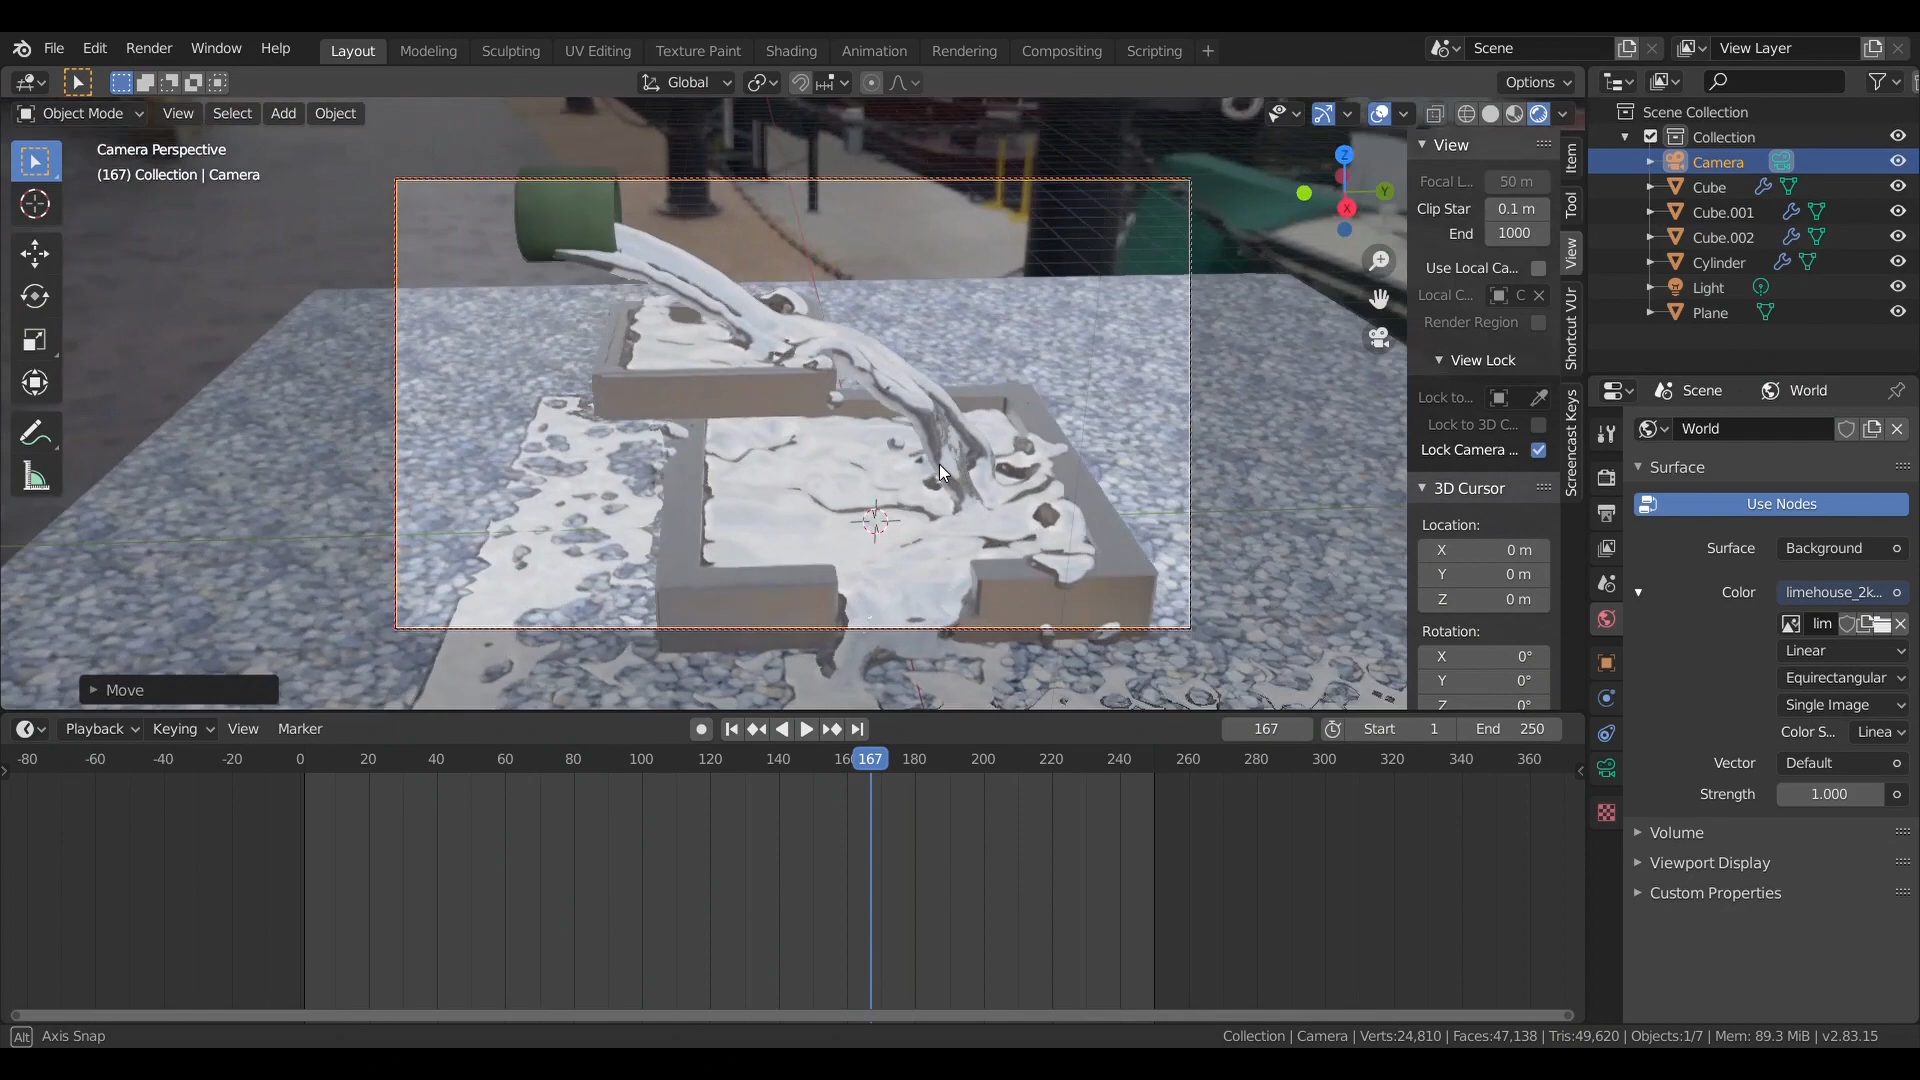 File Edit Render Window Help Layout Modeling Sculpting UV Editing Texture Paint Shading Animation Rendering Compositing Scripting + Scene View Layer
Global Options
Object Mode View Select Add Object
Camera Perspective
(167) Collection | Camera
Z
Y
X
View
Focal L... 50 m
Clip Star 0.1 m
End 1000
Use Local Ca...
Local C... C
Render Region
View Lock
Lock to...
Lock to 3D C...
Lock Camera ...
3D Cursor
Location:
X 0 m
Y 0 m
Z 0 m
Rotation:
X 0°
Y 0°
Z 0°
Item
Tool
View
Shortcut VUr
Screencast Keys
Scene Collection
Collection
Camera
Cube
Cube.001
Cube.002
Cylinder
Light
Plane
Scene World
World
Surface
Use Nodes
Surface Background
Color limehouse_2k...
lim
Linear
Equirectangular
Single Image
Color S... Linea
Vector Default
Strength 1.000
Volume
Viewport Display
Custom Properties
Move
Playback Keying View Marker 167 Start 1 End 250
-80 -60 -40 -20 0 20 40 60 80 100 120 140 16 167 180 200 220 240 260 280 300 320 340 360
Alt Axis Snap
Collection | Camera | Verts:24,810 | Faces:47,138 | Tris:49,620 | Objects:1/7 | Mem: 89.3 MiB | v2.83.15